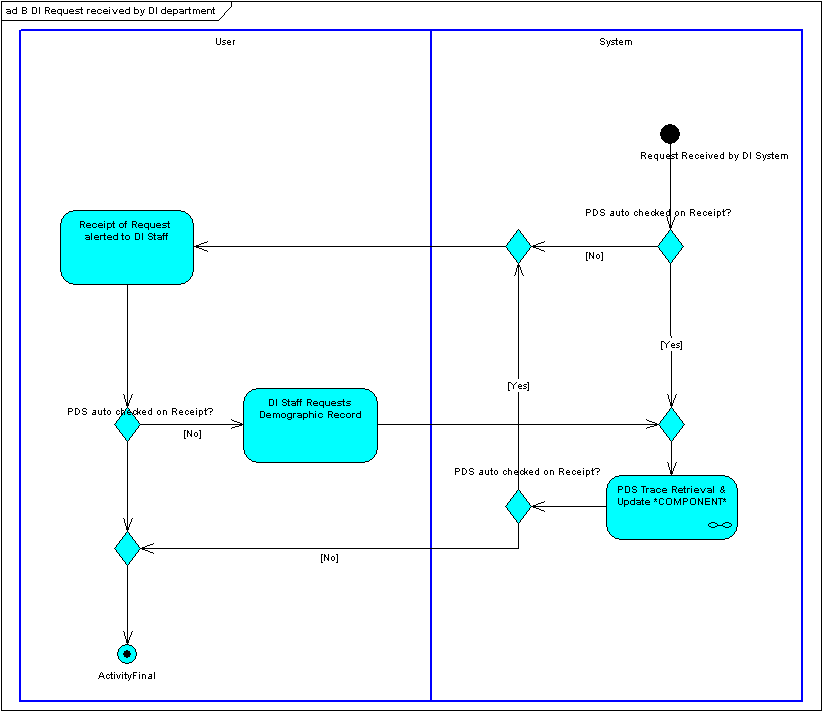 ad B DI Request received by DI department
User
System
Request Received by DI System
PDS auto checked on Receipt?
Receipt of Request
alerted to DI Staff
[No]
[Yes]
[Yes]
DI Staff Requests
Demographic Record
PDS auto checked on Receipt?
[No]
PDS auto checked on Receipt?
PDS Trace Retrieval &
Update *COMPONENT*
[No]
ActivityFinal